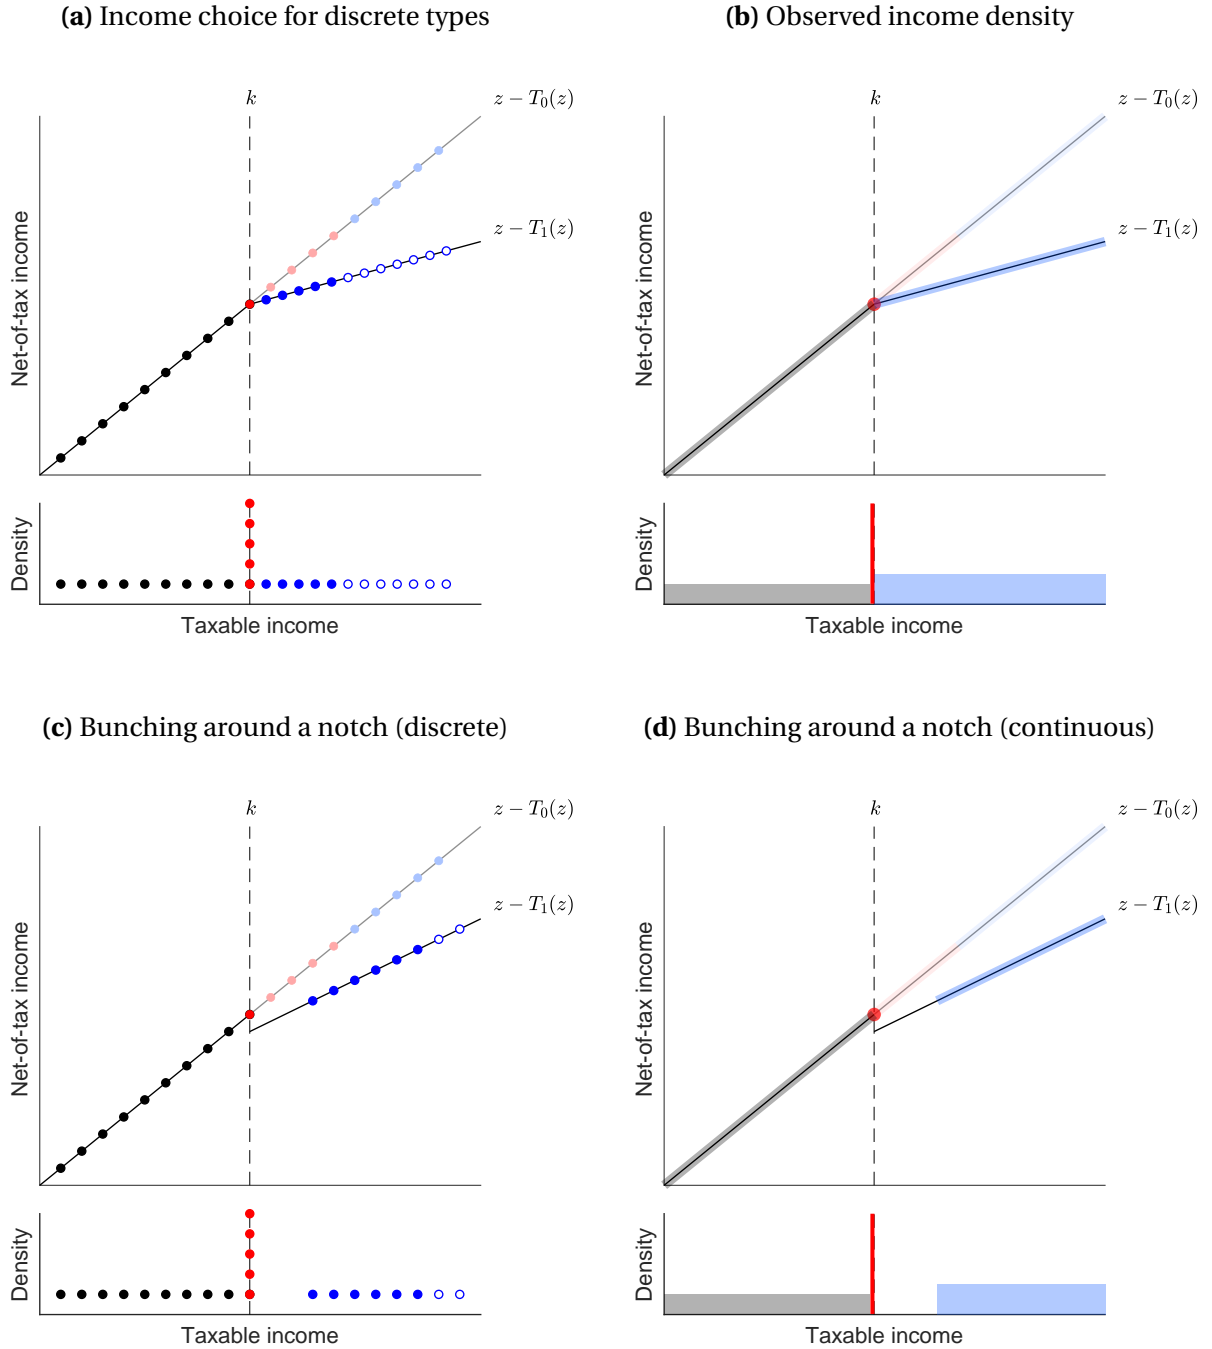 (a) Income choice for discrete types
k
z − T₀(z)
z − T₁(z)
Net-of-tax income
Density
Taxable income
(b) Observed income density
k
z − T₀(z)
z − T₁(z)
Net-of-tax income
Density
Taxable income
(c) Bunching around a notch (discrete)
k
z − T₀(z)
z − T₁(z)
Net-of-tax income
Density
Taxable income
(d) Bunching around a notch (continuous)
k
z − T₀(z)
z − T₁(z)
Net-of-tax income
Density
Taxable income